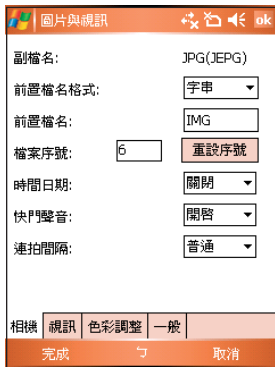 圖片與視訊 ok
副檔名: JPG(JEPG)
前置檔名格式: 字串
前置檔名: IMG
檔案序號: 6 重設序號
時間日期: 關閉
快門聲音: 開啓
連拍間隔: 普通
相機 視訊 色彩調整 一般
完成 ㄅ 取消